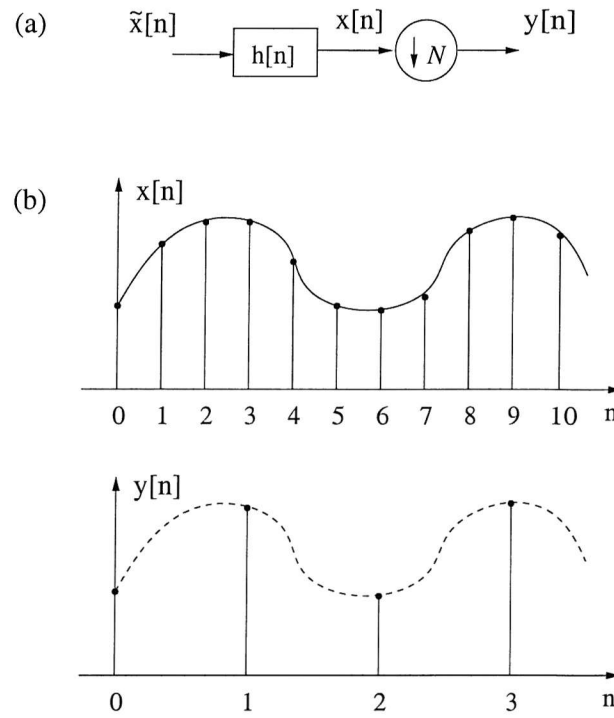 (a) x̃[n] x[n] y[n]
h[n] ↓ N
(b) x[n]
0 1 2 3 4 5 6 7 8 9 10 n
y[n]
0 1 2 3 n